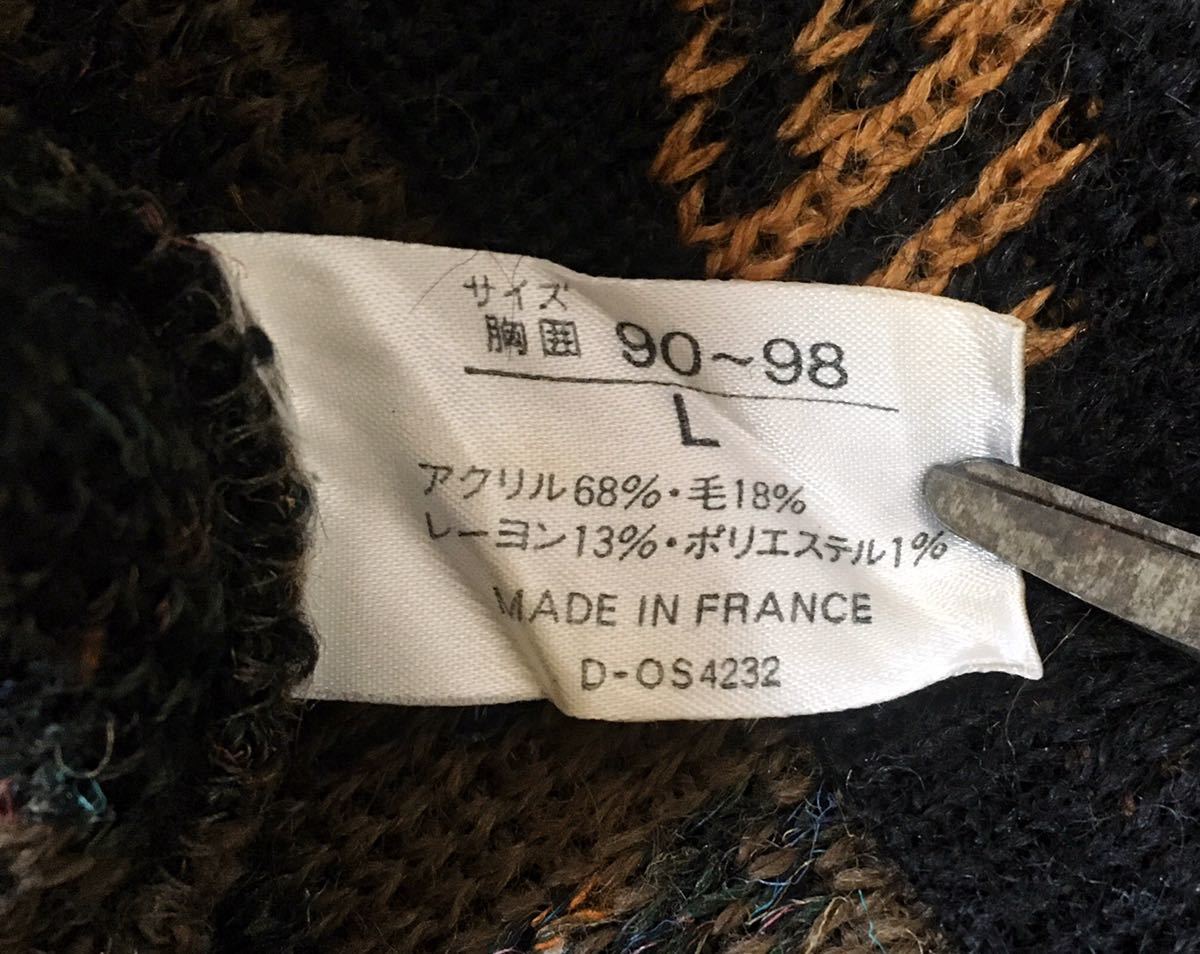 サイズ
胸囲 90~98
L
アクリル68%・毛18%
レーヨン13%・ポリエステル1%
MADE IN FRANCE
D-OS4232